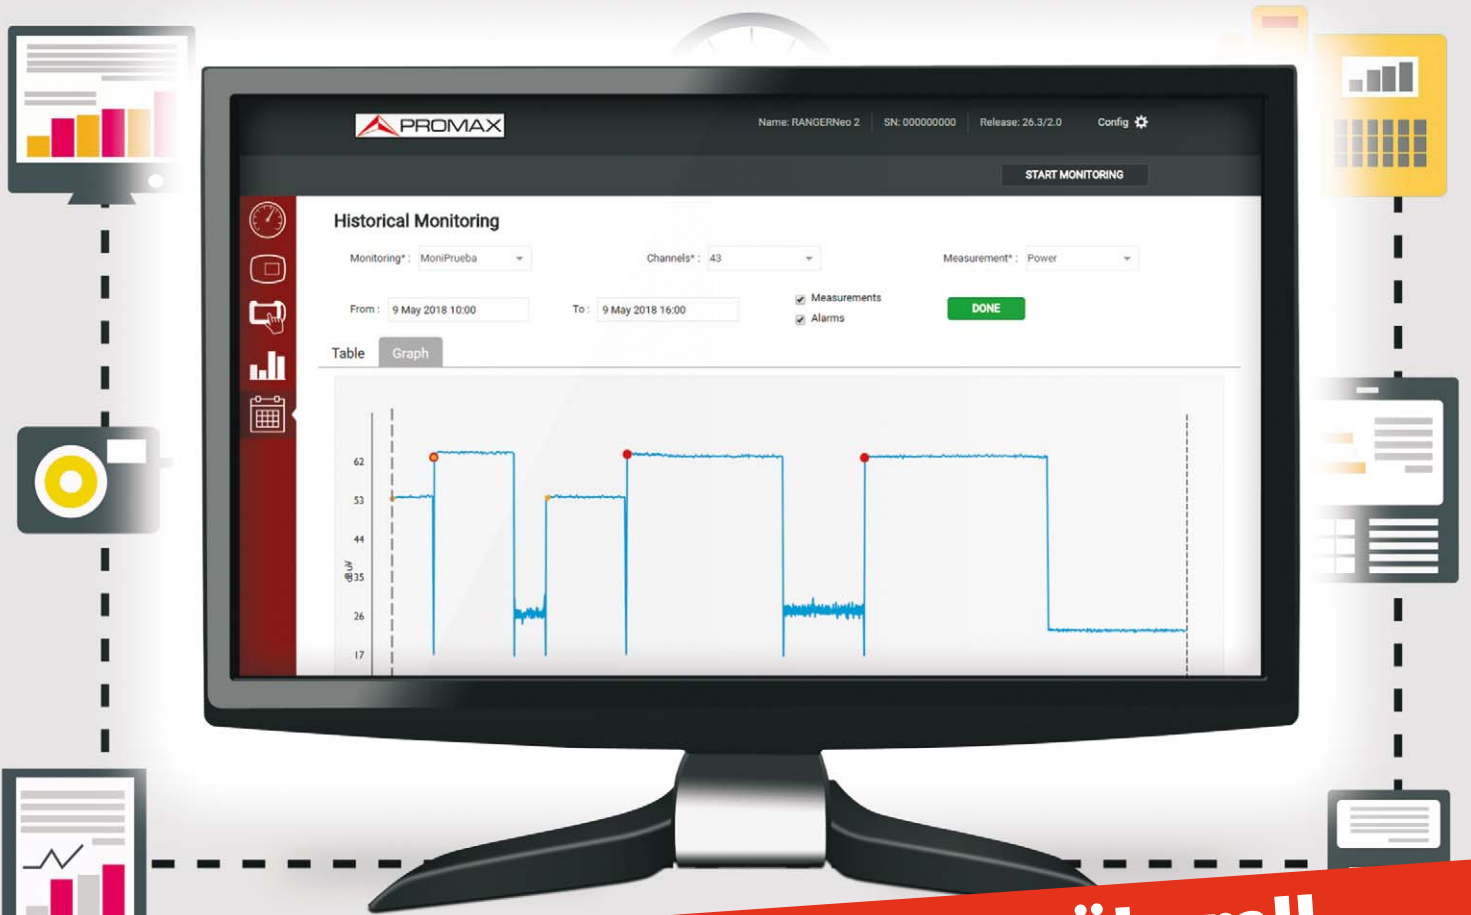 PROMAX
Name: RANGERNeo 2 SN: 000000000 Release: 26.3/2.0 Config
START MONITORING
Historical Monitoring
Monitoring* : MoniPrueba Channels* : 43 Measurement* : Power
From : 9 May 2018 10:00 To : 9 May 2018 16:00
Measurements
Alarms
DONE
Table Graph
62
53
44
dBuV
35
26
17
überall